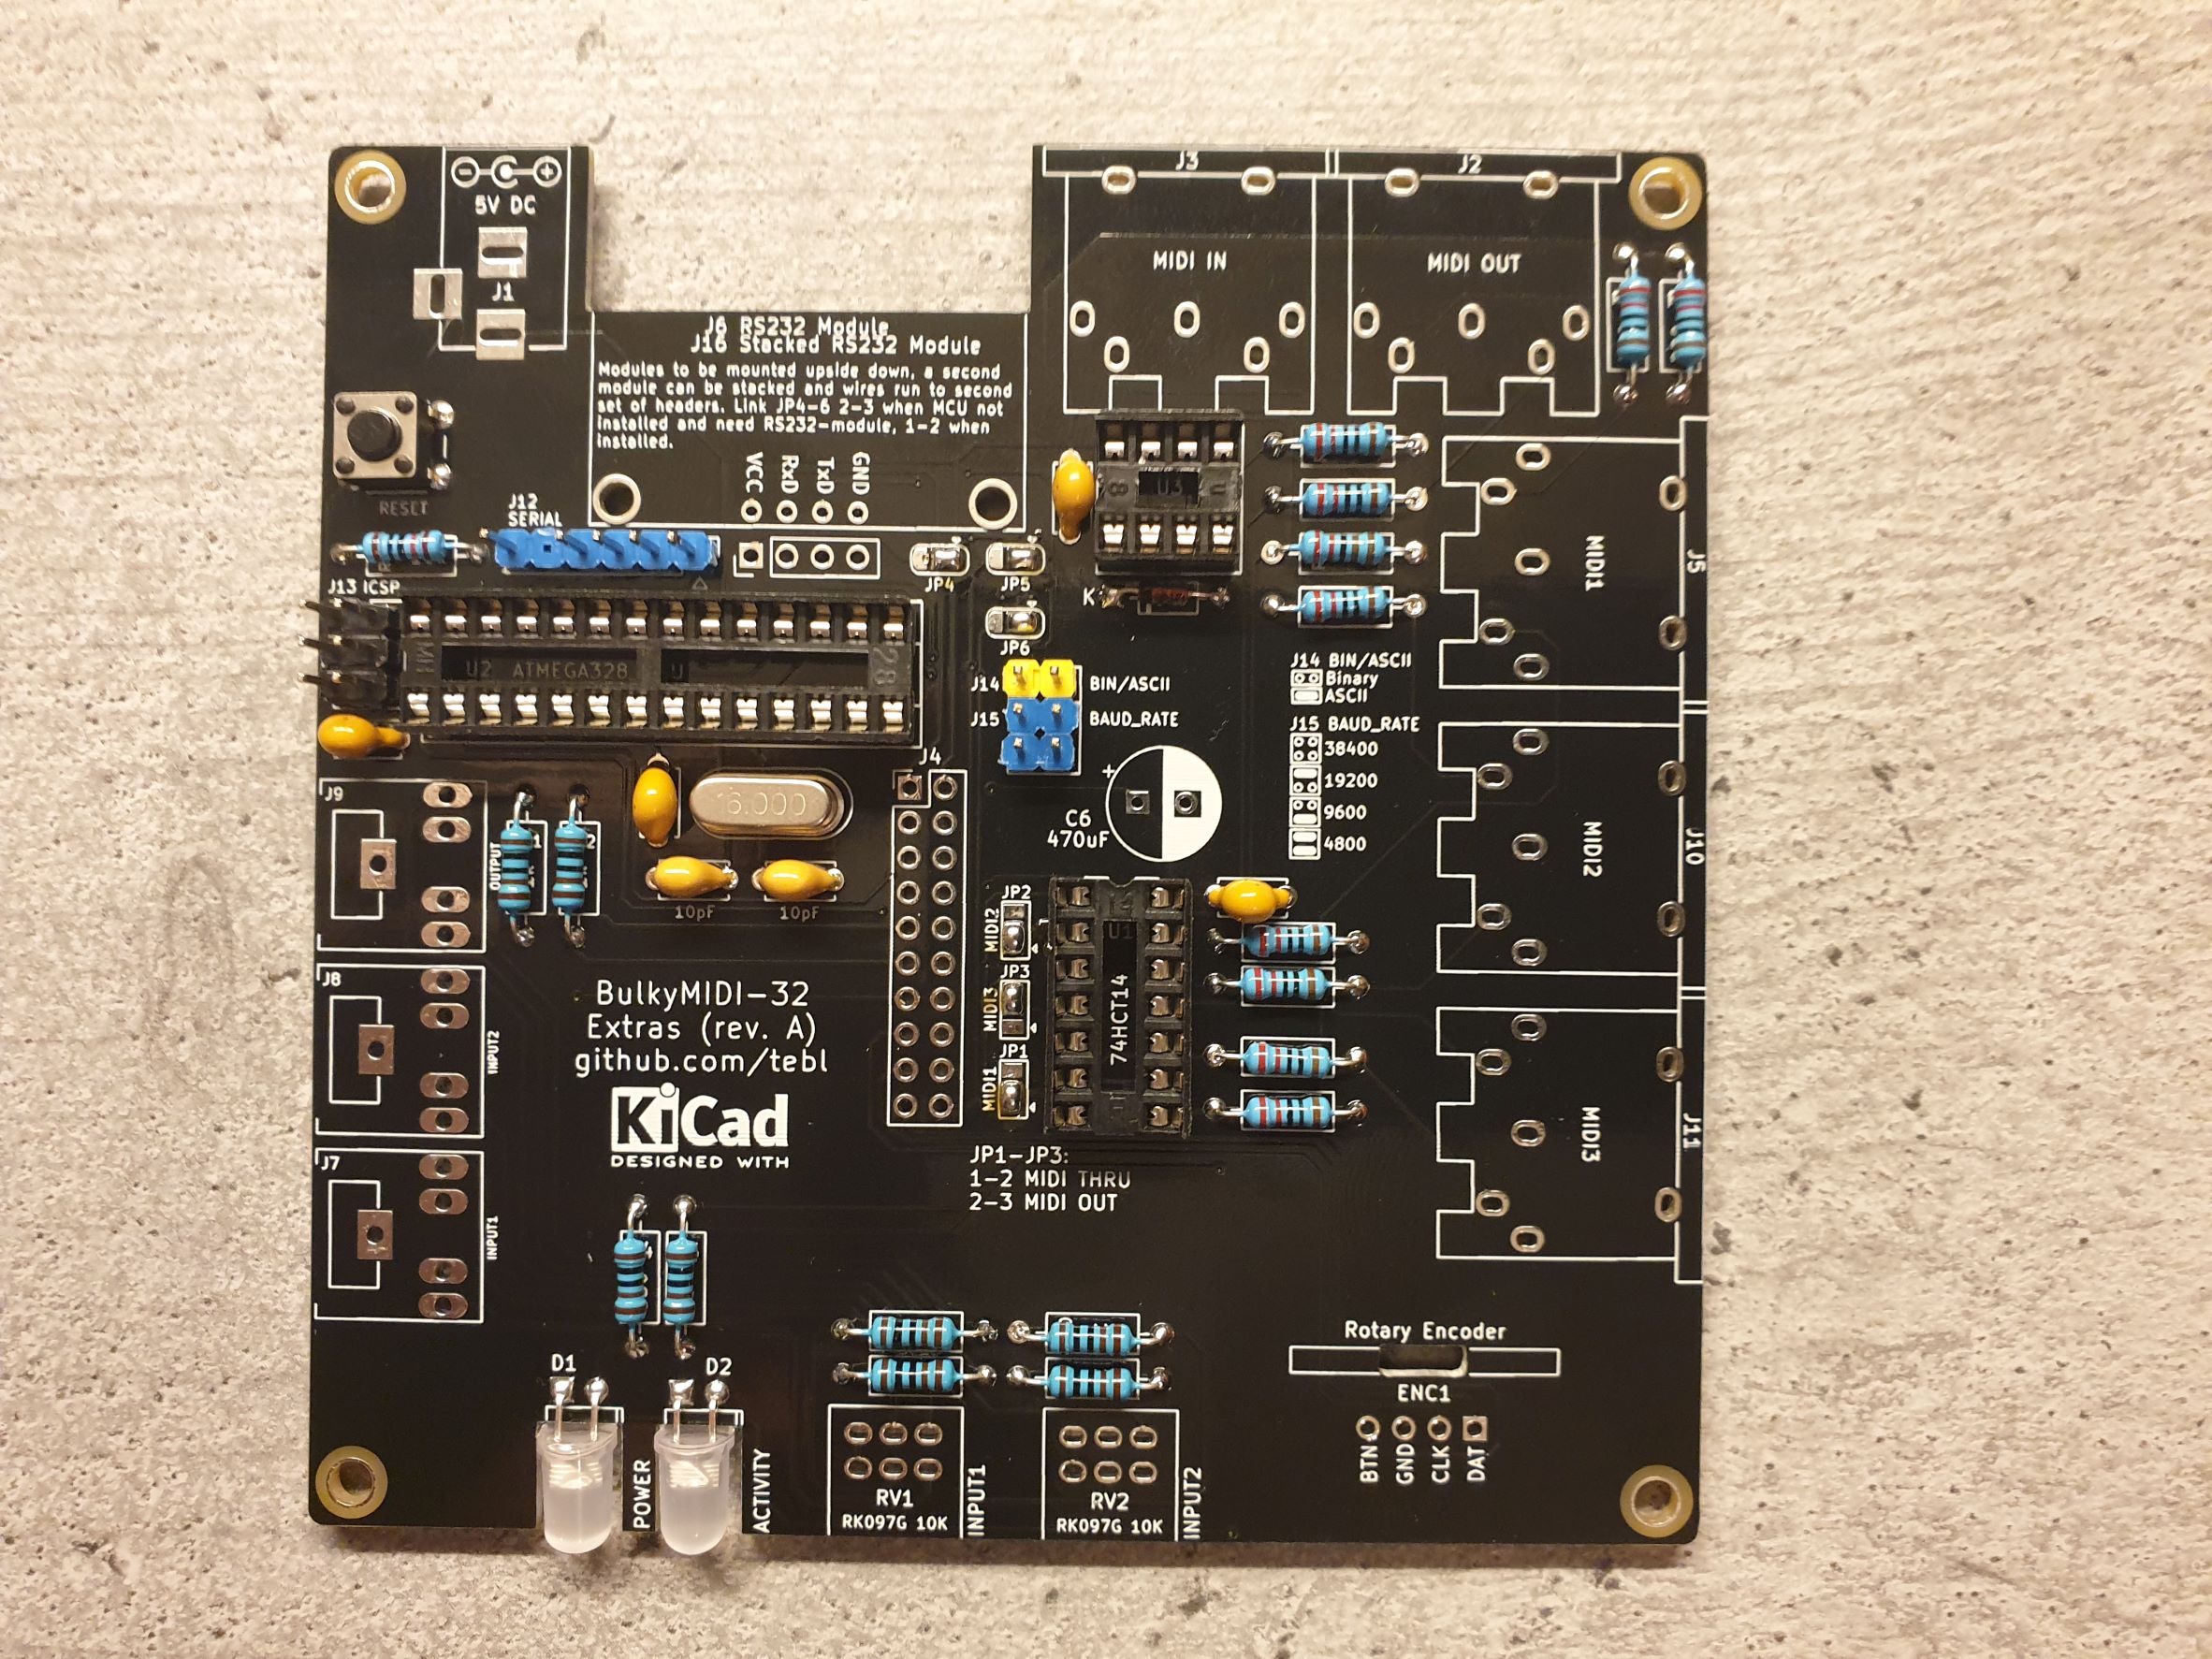 5V DC
J1
J3
J2
MIDI IN
MIDI OUT
J6 RS232 Module
J16 Stacked RS232 Module
Modules to be mounted upside down, a second
module can be stacked and wires run to second
set of headers. Link JP4-6 2-3 when MCU not
installed and need RS232-module, 1-2 when
installed.
VCC RxD TxD GND
RESET
J12
SERIAL
J13 ICSP
JP4
JP5
JP6
K
U3
8
U2 ATMEGA328
28
J14
BIN/ASCII
J15
BAUD_RATE
J14 BIN/ASCII
Binary
ASCII
J15 BAUD_RATE
38400
19200
9600
4800
MIDI1
J5
MIDI2
J10
MIDI3
J11
J4
C6
470uF
+
16.000
10pF
10pF
J9
OUTPUT
J8
INPUT2
J7
INPUT1
JP2
MIDI2
JP3
MIDI3
JP1
MIDI1
U1
74HCT14
BulkyMIDI-32
Extras (rev. A)
github.com/tebl
KiCad
DESIGNED WITH
JP1-JP3:
1-2 MIDI THRU
2-3 MIDI OUT
D1
D2
POWER
ACTIVITY
RV1
RK097G 10K
INPUT1
RV2
RK097G 10K
INPUT2
Rotary Encoder
ENC1
BTN GND CLK DAT